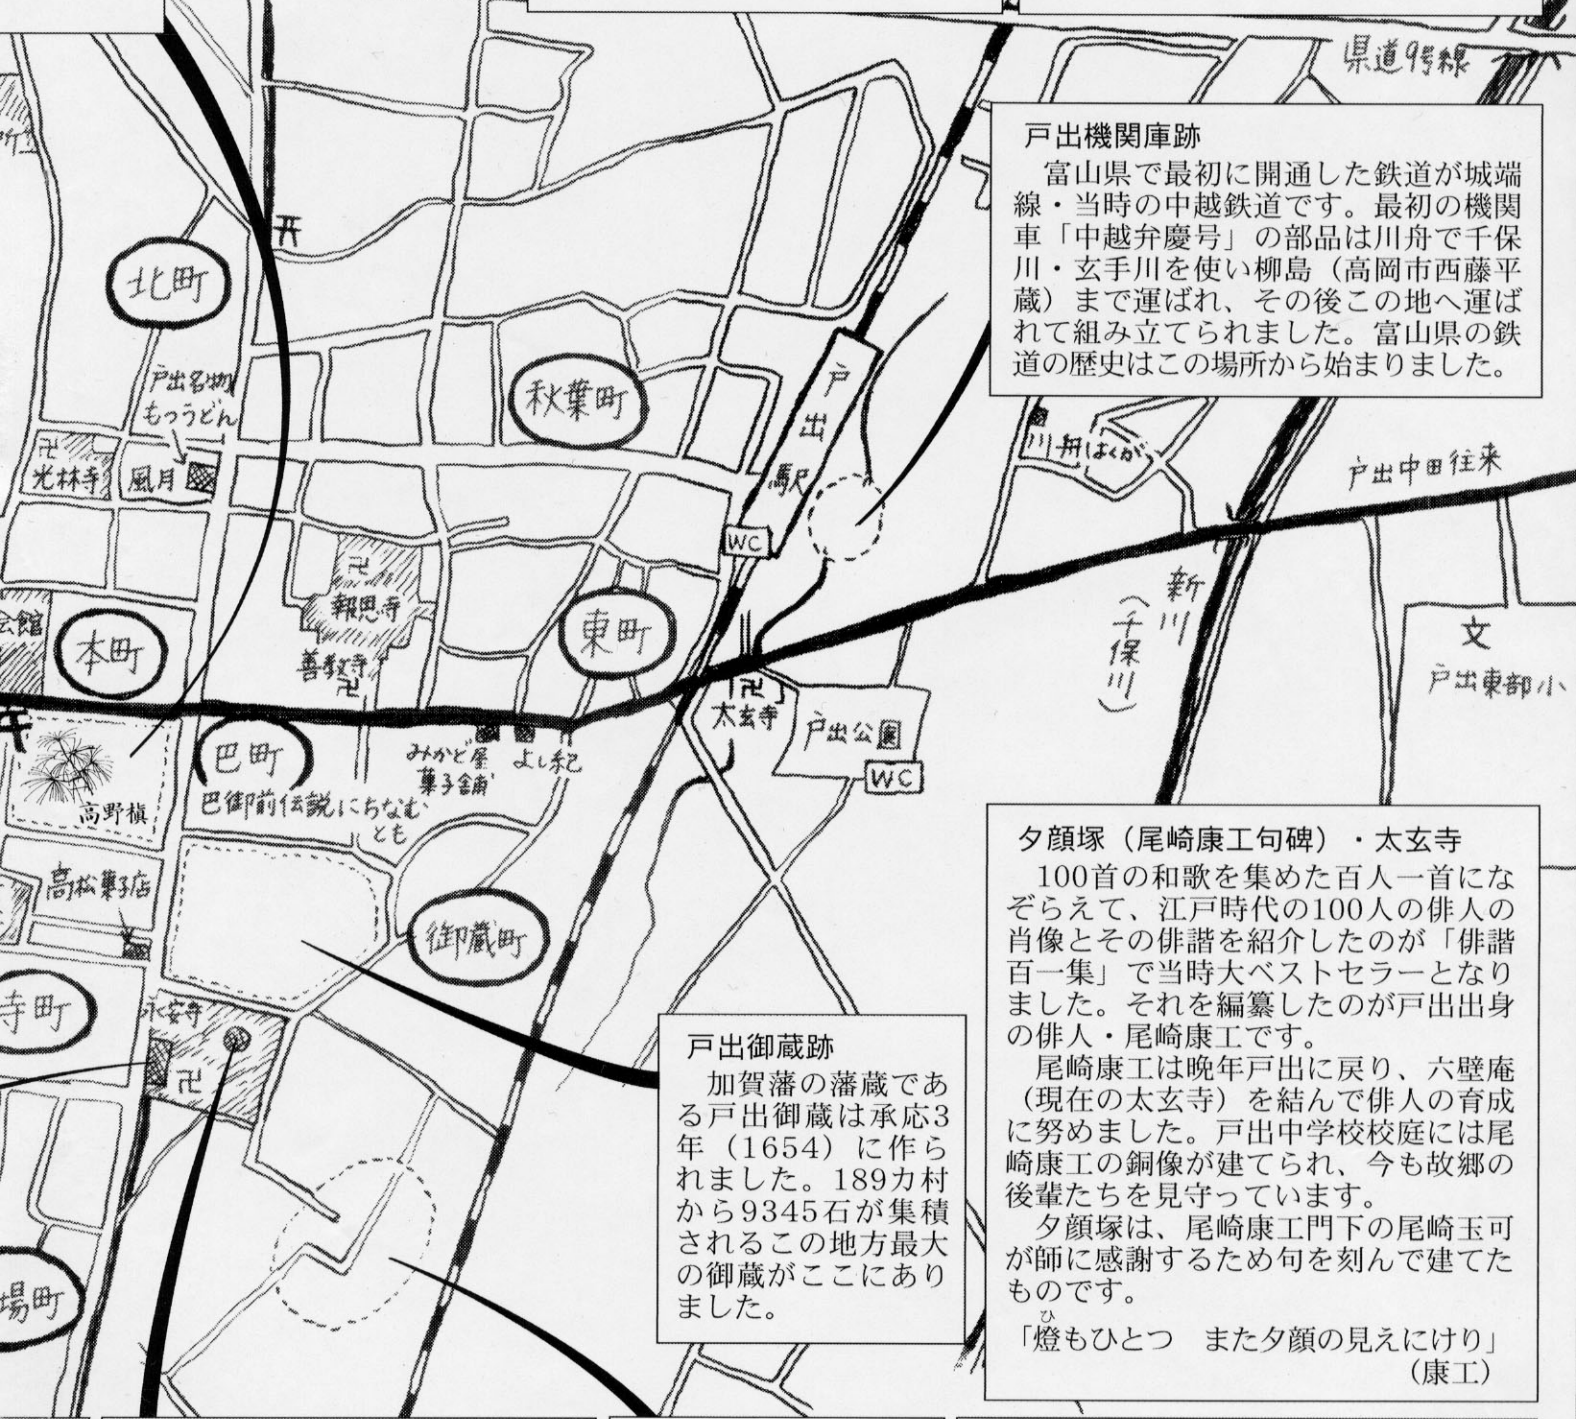 県道9号線
戸出機関庫跡
富山県で最初に開通した鉄道が城端
線・当時の中越鉄道です。最初の機関
車「中越弁慶号」の部品は川舟で千保
川・玄手川を使い柳島（高岡市西藤平
蔵）まで運ばれ、その後この地へ運ば
れて組み立てられました。富山県の鉄
道の歴史はこの場所から始まりました。
北町
戸出名物
もつうどん
秋葉町
戸出
駅
川舟
戸出中田往来
光林寺
風月
WC
報恩寺
善教寺
会館
本町
東町
新川
（千保川）
文
戸出東部小
太玄寺
戸出公園
WC
巴町
みかど屋
菓子舗
よし紀
巴御前伝説にちなむ
とも
高野槇
高松菓子店
御蔵町
寺町
永安寺
場町
戸出御蔵跡
加賀藩の藩蔵であ
る戸出御蔵は承応3
年（1654）に作ら
れました。189カ村
から9345石が集積
されるこの地方最大
の御蔵がここにあり
ました。
夕顔塚（尾崎康工句碑）・太玄寺
100首の和歌を集めた百人一首にな
ぞらえて、江戸時代の100人の俳人の
肖像とその俳諧を紹介したのが「俳諧
百一集」で当時大ベストセラーとなり
ました。それを編纂したのが戸出出身
の俳人・尾崎康工です。
尾崎康工は晩年戸出に戻り、六壁庵
（現在の太玄寺）を結んで俳人の育成
に努めました。戸出中学校校庭には尾
崎康工の銅像が建てられ、今も故郷の
後輩たちを見守っています。
夕顔塚は、尾崎康工門下の尾崎玉可
が師に感謝するため句を刻んで建てた
ものです。
ひ
「燈もひとつ　また夕顔の見えにけり」
（康工）